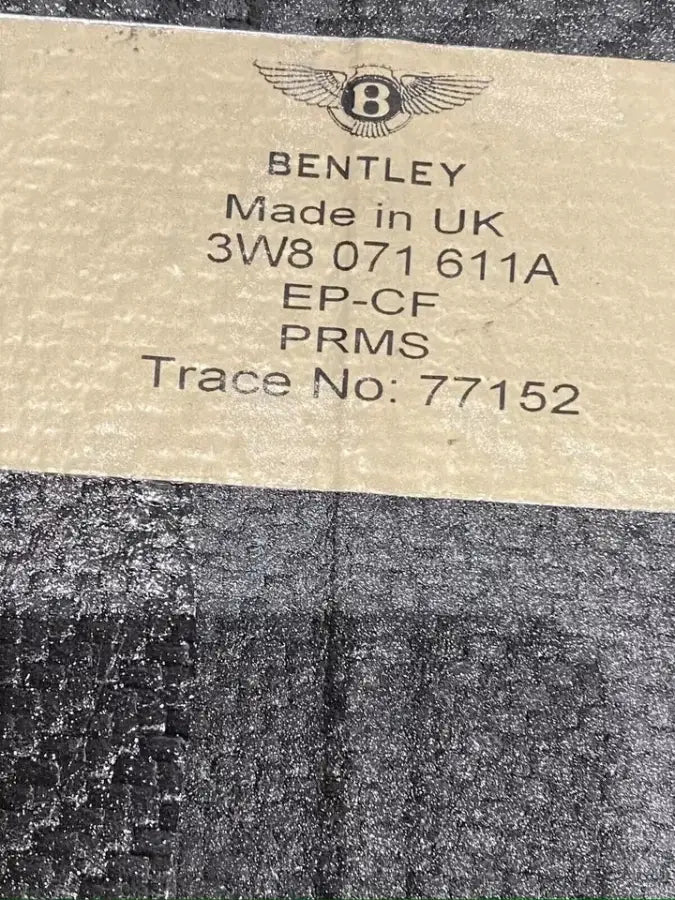 B
BENTLEY
Made in UK
3W8 071 611A
EP-CF
PRMS
Trace No: 77152